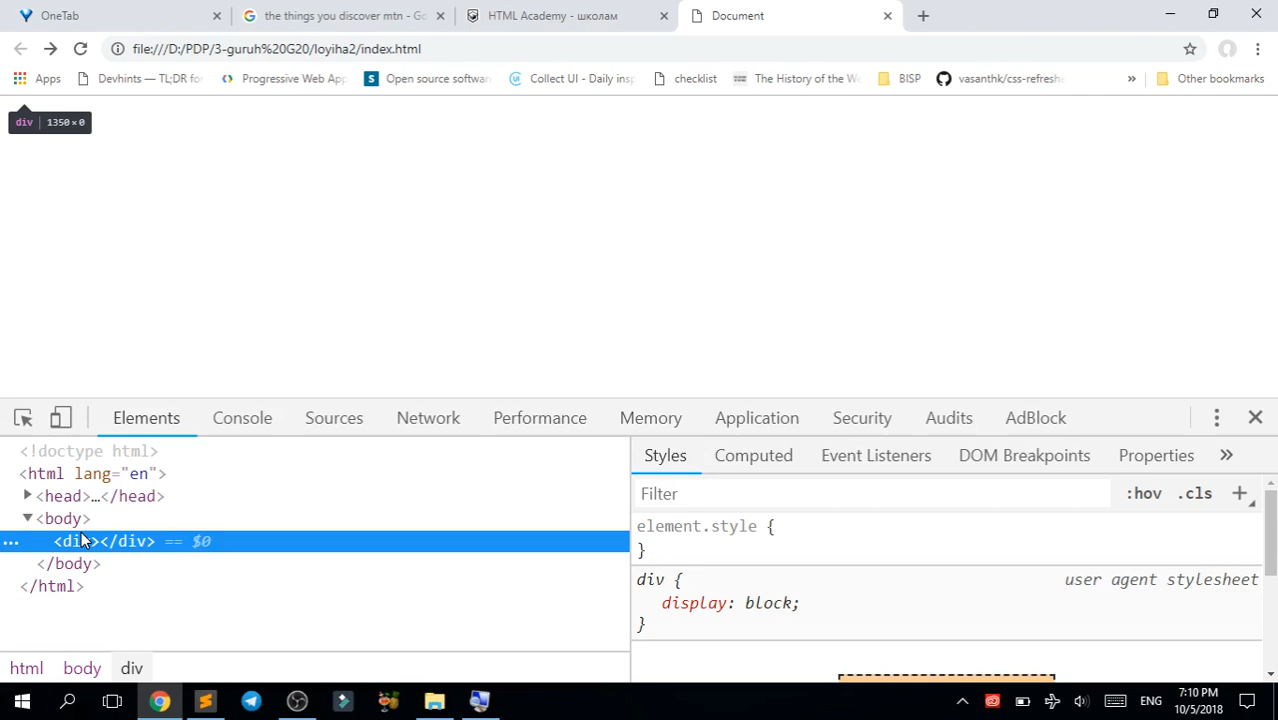 OneTab
the things you discover mtn - Go
HTML Academy - школам
Document
file:///D:/PDP/3-guruh%20G20/loyiha2/index.html
Apps
Devhints — TL;DR for
Progressive Web App
Open source softwar
Collect UI - Daily insp
checklist
The History of the We
BISP
vasanthk/css-refreshe
»
Other bookmarks
div | 1350×0
Elements
Console
Sources
Network
Performance
Memory
Application
Security
Audits
AdBlock
<!doctype html>
<html lang="en">
<head>…</head>
<body>
<div></div> == $0
</body>
</html>
html body div
Styles
Computed
Event Listeners
DOM Breakpoints
Properties
»
Filter
:hov .cls +
element.style {
}
div {
user agent stylesheet
display: block;
}
ENG
7:10 PM
10/5/2018